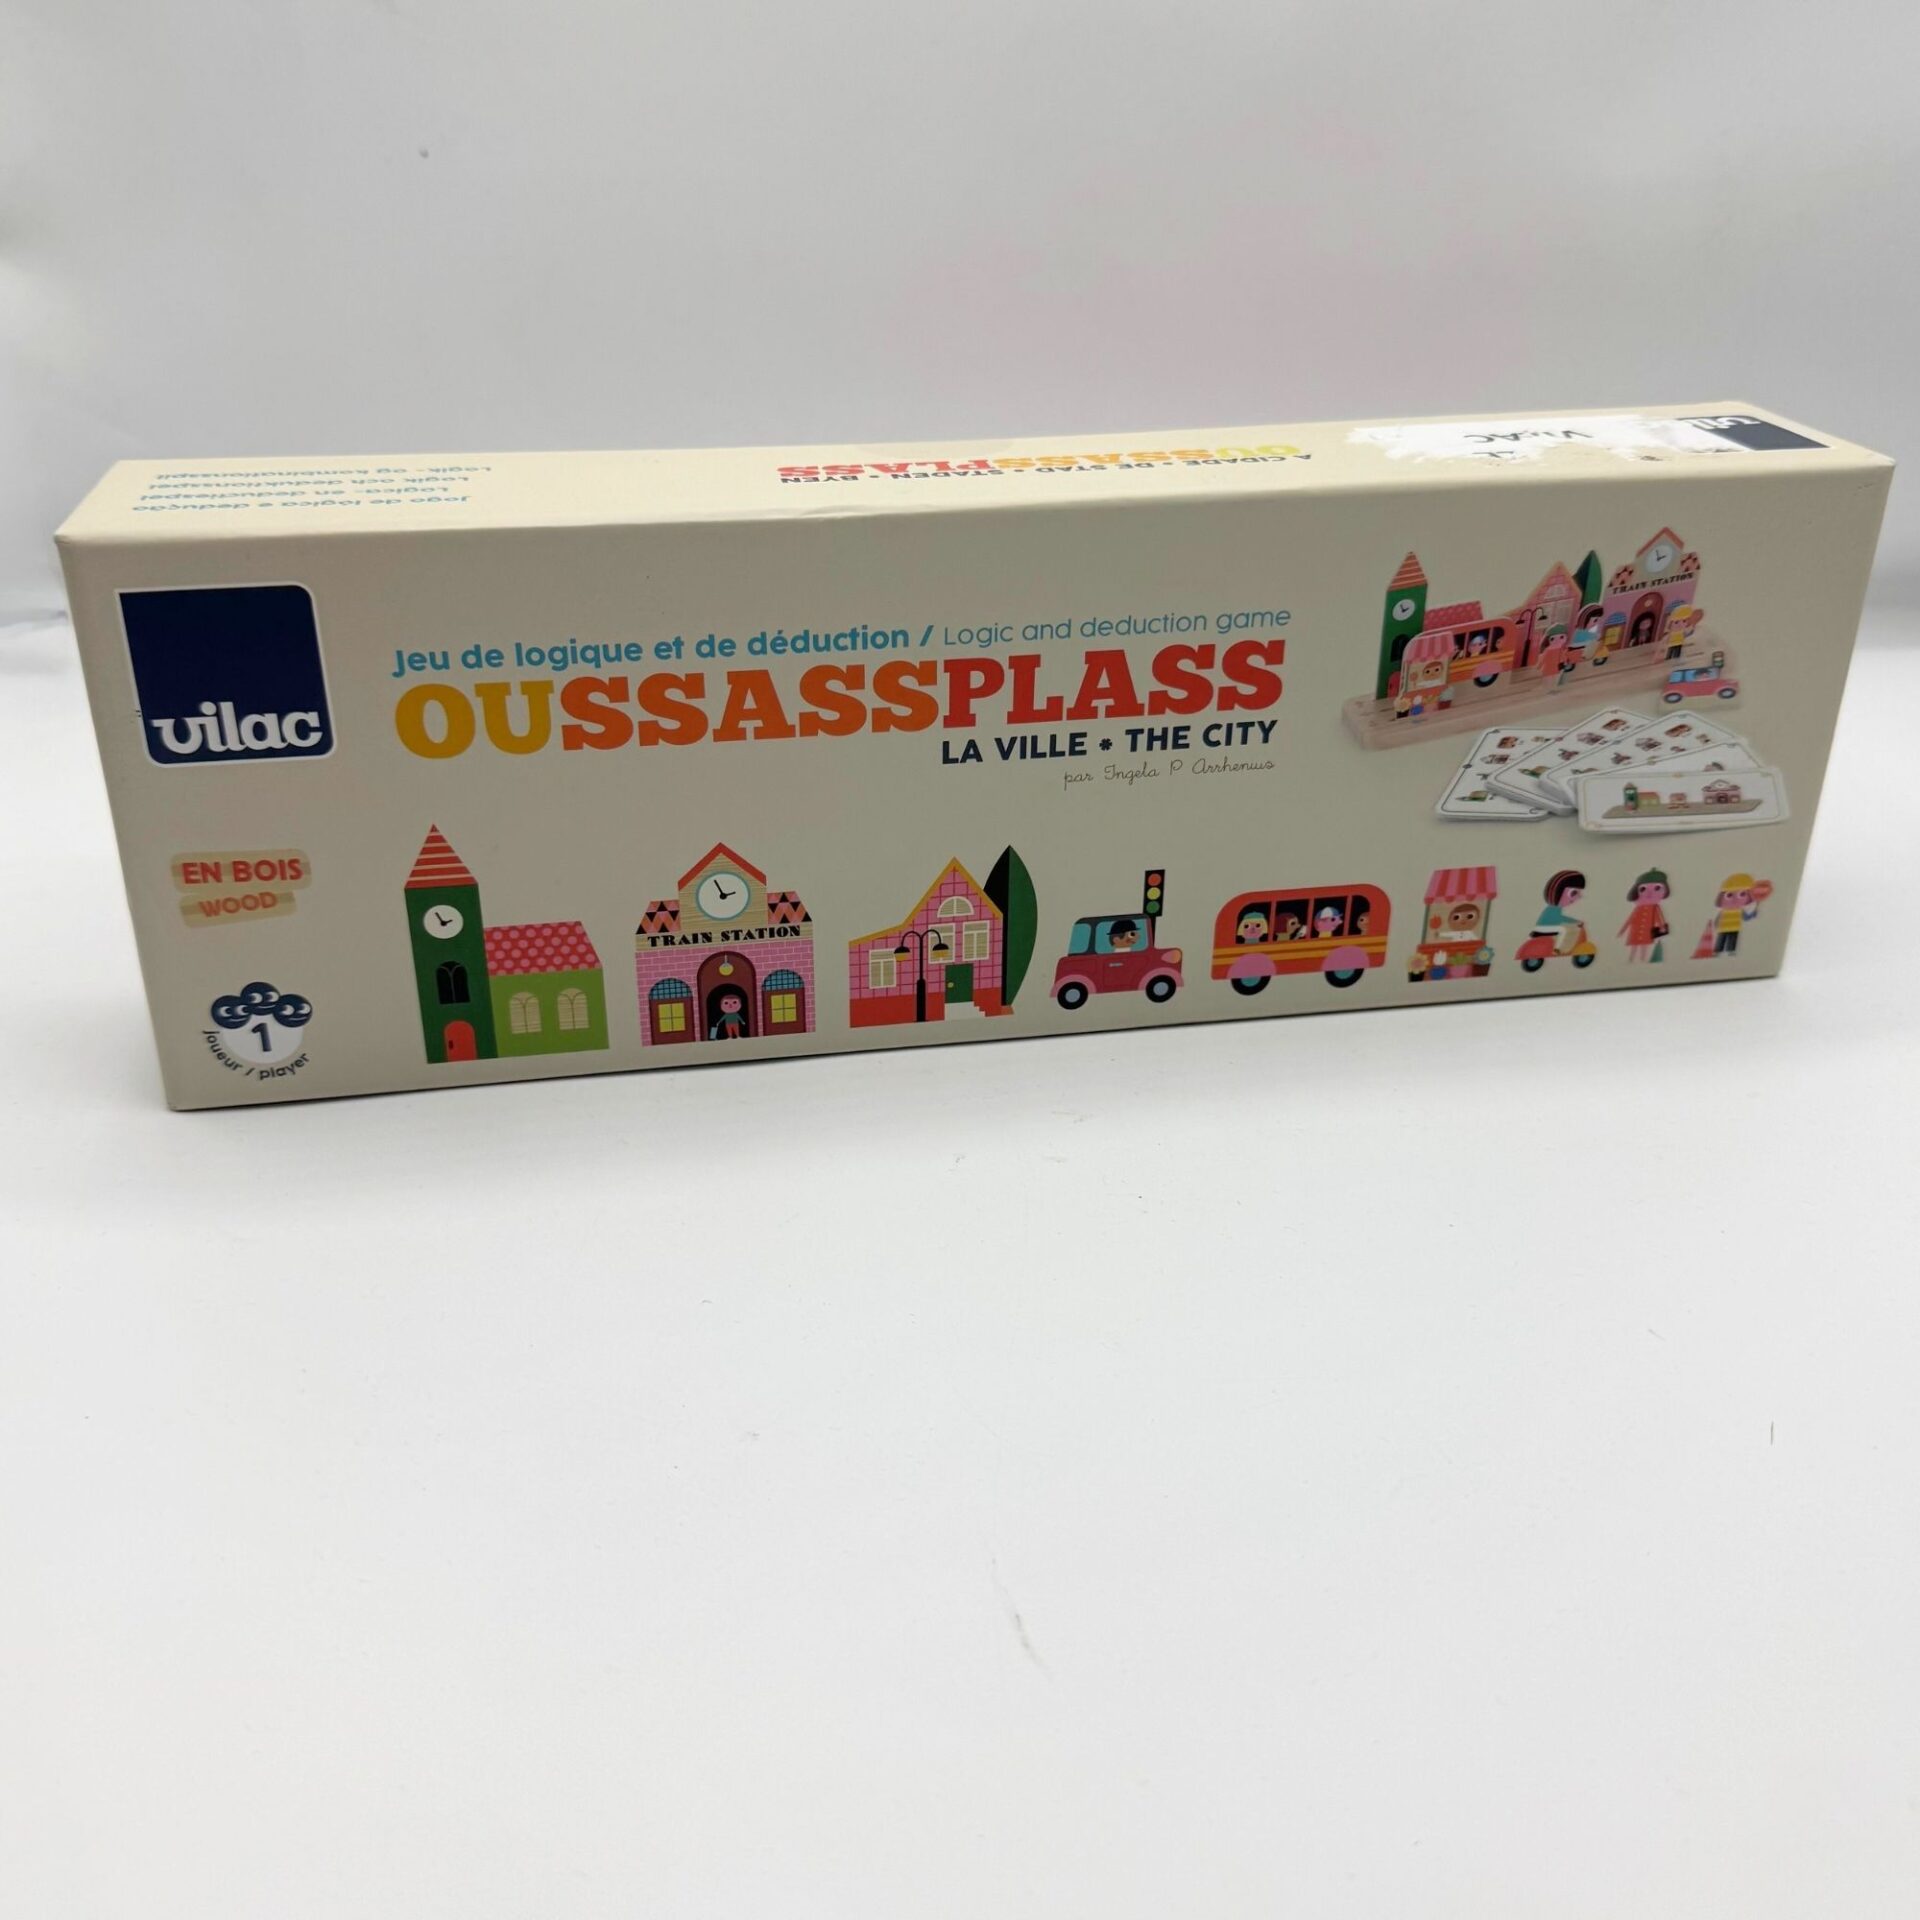 Jogo de lógica e dedução
Logica- en deductiespel
Logik och deduktionsspel
Logik- og kombinationsspil
OUSSASSPLASS
A CIDADE • DE STAD • STADEN • BYEN
vilac
Jeu de logique et de déduction / Logic and deduction game
OUSSASSPLASS
LA VILLE * THE CITY
par Ingela P Arrhenius
EN BOIS
WOOD
1
joueur / player
TRAIN STATION
TRAIN STATION